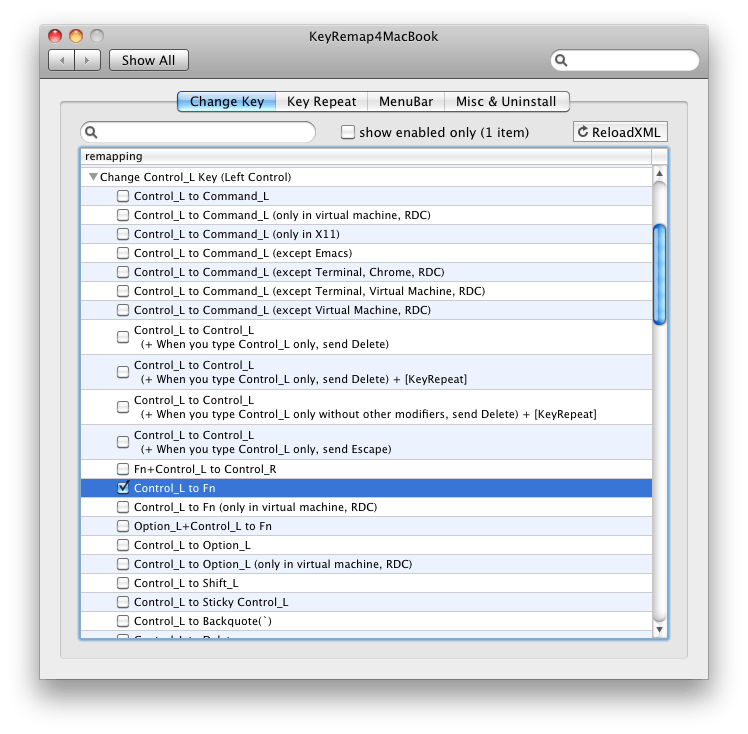 KeyRemap4MacBook
Show All
Change Key
Key Repeat
MenuBar
Misc & Uninstall
show enabled only (1 item)
ReloadXML
remapping
Change Control_L Key (Left Control)
Control_L to Command_L
Control_L to Command_L (only in virtual machine, RDC)
Control_L to Command_L (only in X11)
Control_L to Command_L (except Emacs)
Control_L to Command_L (except Terminal, Chrome, RDC)
Control_L to Command_L (except Terminal, Virtual Machine, RDC)
Control_L to Command_L (except Virtual Machine, RDC)
Control_L to Control_L
(+ When you type Control_L only, send Delete)
Control_L to Control_L
(+ When you type Control_L only, send Delete) + [KeyRepeat]
Control_L to Control_L
(+ When you type Control_L only without other modifiers, send Delete) + [KeyRepeat]
Control_L to Control_L
(+ When you type Control_L only, send Escape)
Fn+Control_L to Control_R
Control_L to Fn
Control_L to Fn (only in virtual machine, RDC)
Option_L+Control_L to Fn
Control_L to Option_L
Control_L to Option_L (only in virtual machine, RDC)
Control_L to Shift_L
Control_L to Sticky Control_L
Control_L to Backquote(`)